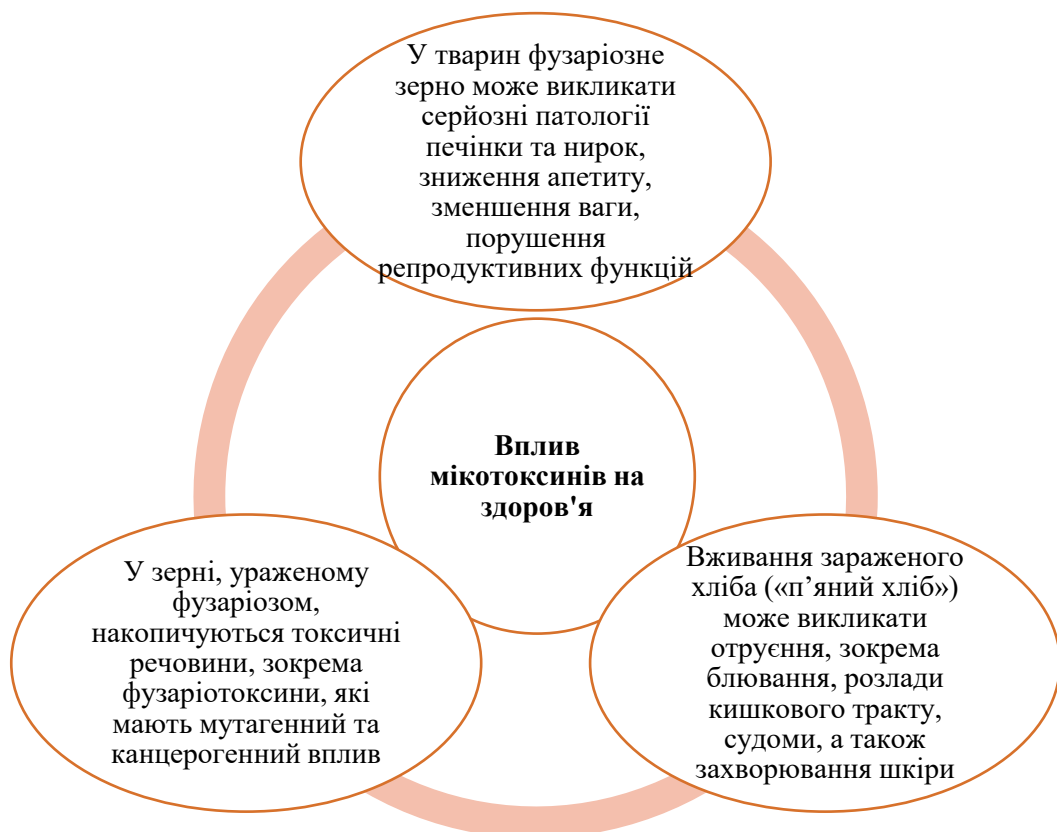 У тварин фузаріозне
зерно може викликати
серйозні патології
печінки та нирок,
зниження апетиту,
зменшення ваги,
порушення
репродуктивних функцій
Вплив
мікотоксинів на
здоров'я
У зерні, ураженому
фузаріозом,
накопичуються токсичні
речовини, зокрема
фузаріотоксини, які
мають мутагенний та
канцерогенний вплив
Вживання зараженого
хліба («п’яний хліб»)
може викликати
отруєння, зокрема
блювання, розлади
кишкового тракту,
судоми, а також
захворювання шкіри